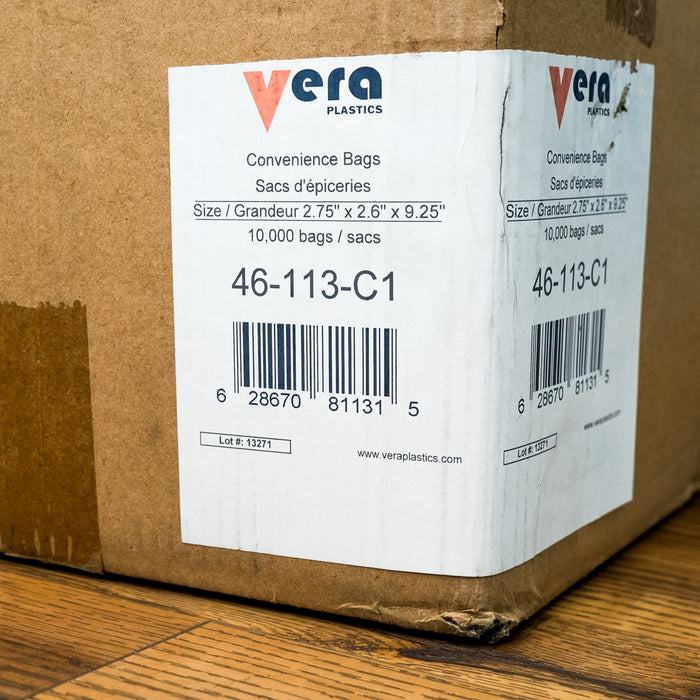 Vera
PLASTICS
Convenience Bags
Sacs d'épiceries
Size / Grandeur 2.75" x 2.6" x 9.25"
10,000 bags / sacs
46-113-C1
6 28670 81131 5
Lot #: 13271
www.veraplastics.com
Vera
PLASTICS
Convenience Bags
Sacs d'épiceries
Size / Grandeur 2.75" x 2.6" x 9.25"
10,000 bags / sacs
46-113-C1
6 28670 81131 5
Lot #: 13271
www.veraplastics.com